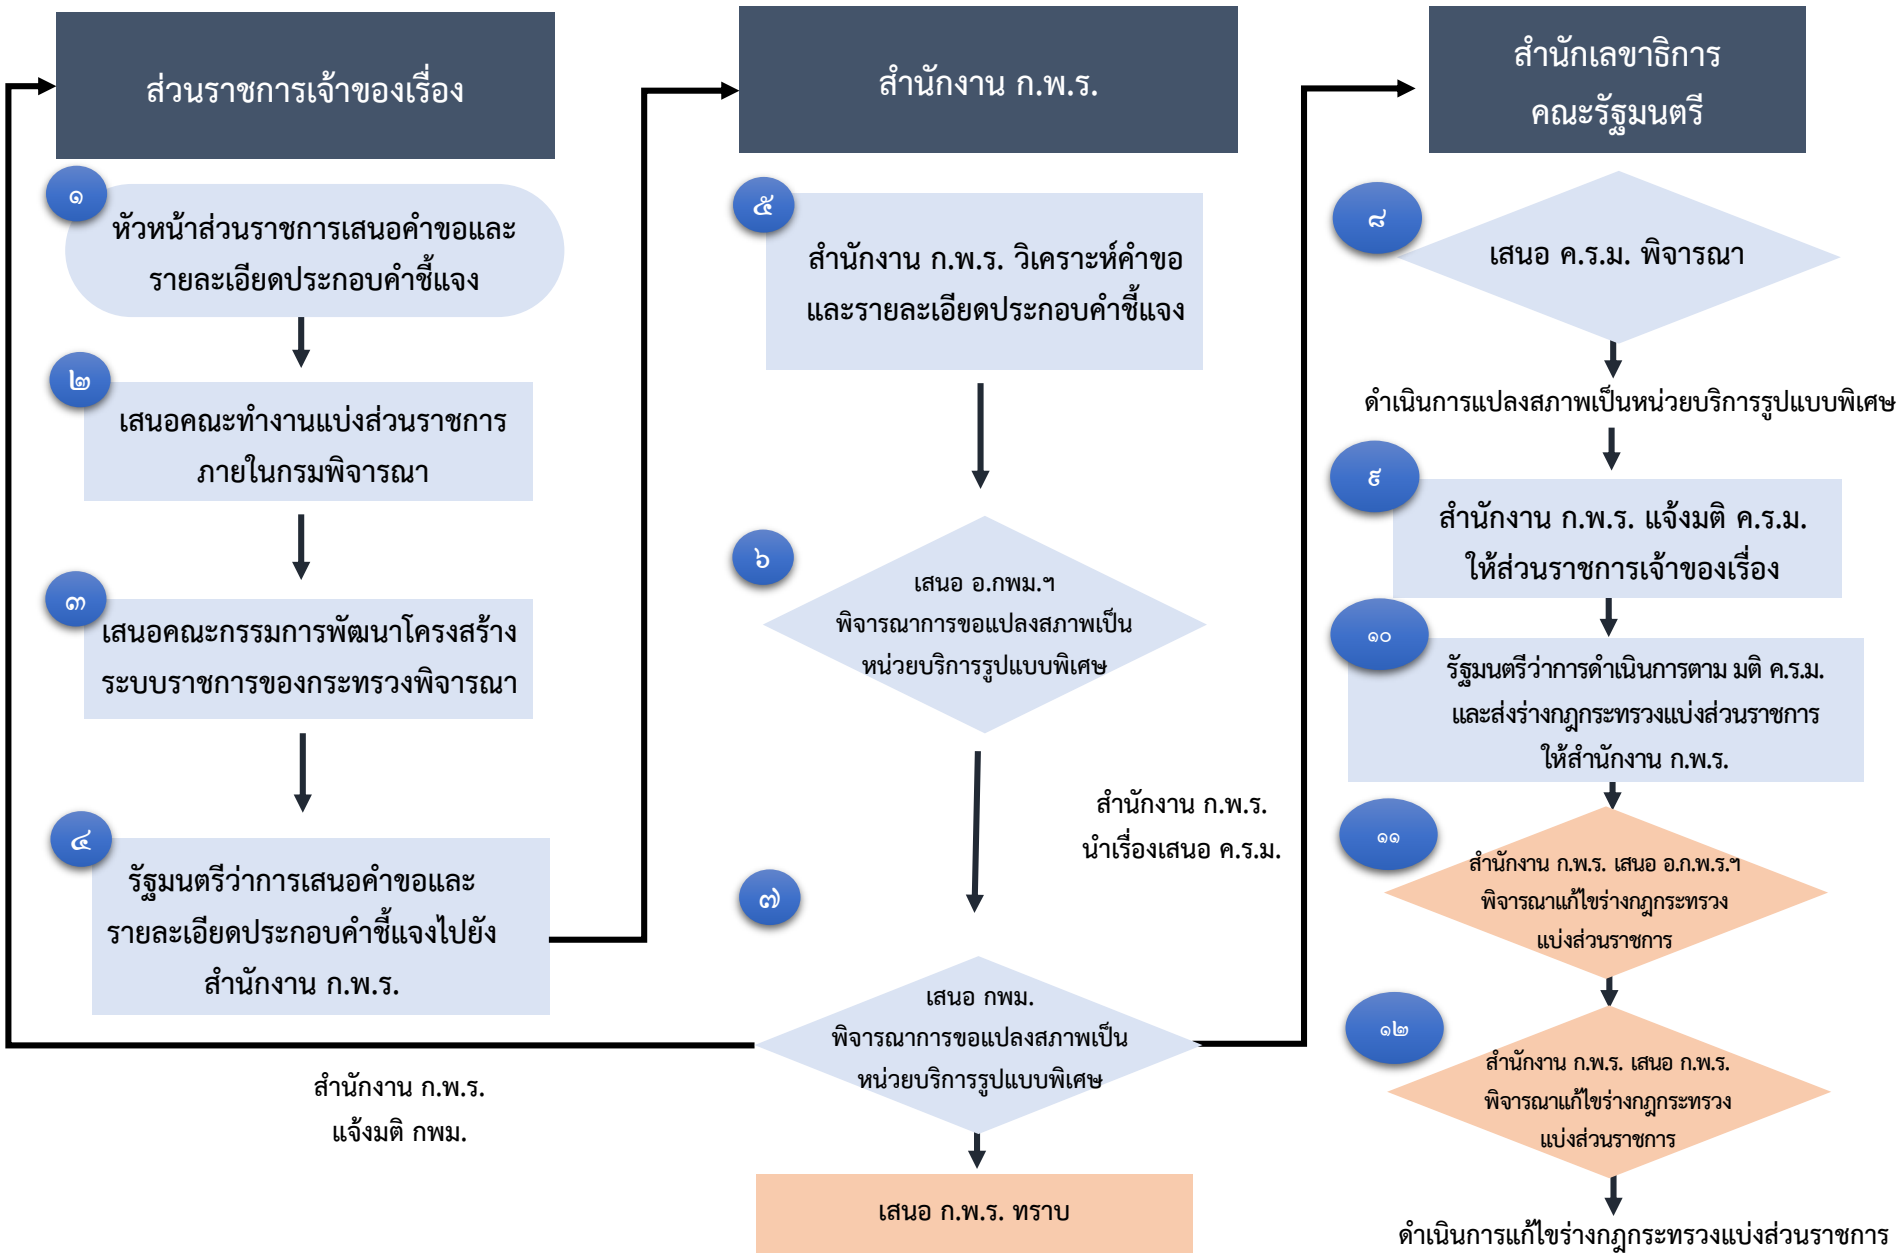 ส่วนราชการเจ้าของเรื่อง
๑
หัวหน้าส่วนราชการเสนอคำขอและ
รายละเอียดประกอบคำชี้แจง
๒
เสนอคณะทำงานแบ่งส่วนราชการ
ภายในกรมพิจารณา
๓
เสนอคณะกรรมการพัฒนาโครงสร้าง
ระบบราชการของกระทรวงพิจารณา
๔
รัฐมนตรีว่าการเสนอคำขอและ
รายละเอียดประกอบคำชี้แจงไปยัง
สำนักงาน ก.พ.ร.
สำนักงาน ก.พ.ร.
แจ้งมติ กพม.
สำนักงาน ก.พ.ร.
๕
สำนักงาน ก.พ.ร. วิเคราะห์คำขอ
และรายละเอียดประกอบคำชี้แจง
๖
เสนอ อ.กพม.ฯ
พิจารณาการขอแปลงสภาพเป็น
หน่วยบริการรูปแบบพิเศษ
สำนักงาน ก.พ.ร.
นำเรื่องเสนอ ค.ร.ม.
๗
เสนอ กพม.
พิจารณาการขอแปลงสภาพเป็น
หน่วยบริการรูปแบบพิเศษ
เสนอ ก.พ.ร. ทราบ
สำนักเลขาธิการ
คณะรัฐมนตรี
๘
เสนอ ค.ร.ม. พิจารณา
ดำเนินการแปลงสภาพเป็นหน่วยบริการรูปแบบพิเศษ
๙
สำนักงาน ก.พ.ร. แจ้งมติ ค.ร.ม.
ให้ส่วนราชการเจ้าของเรื่อง
๑๐
รัฐมนตรีว่าการดำเนินการตาม มติ ค.ร.ม.
และส่งร่างกฎกระทรวงแบ่งส่วนราชการ
ให้สำนักงาน ก.พ.ร.
๑๑
สำนักงาน ก.พ.ร. เสนอ อ.ก.พ.ร.ฯ
พิจารณาแก้ไขร่างกฎกระทรวง
แบ่งส่วนราชการ
๑๒
สำนักงาน ก.พ.ร. เสนอ ก.พ.ร.
พิจารณาแก้ไขร่างกฎกระทรวง
แบ่งส่วนราชการ
ดำเนินการแก้ไขร่างกฎกระทรวงแบ่งส่วนราชการ